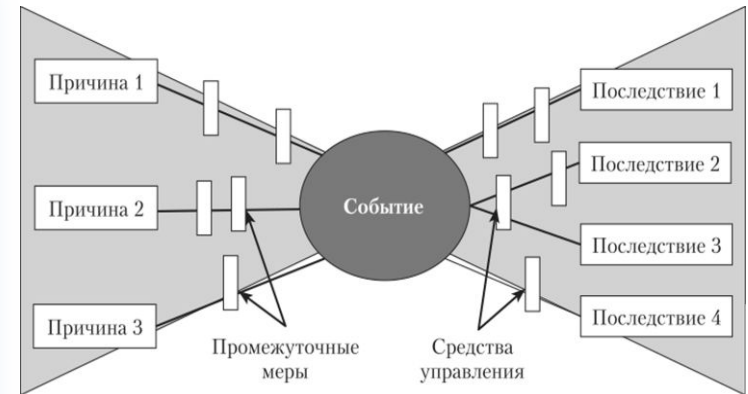 Причина 1
Причина 2
Причина 3
Событие
Последствие 1
Последствие 2
Последствие 3
Последствие 4
Промежуточные
меры
Средства
управления